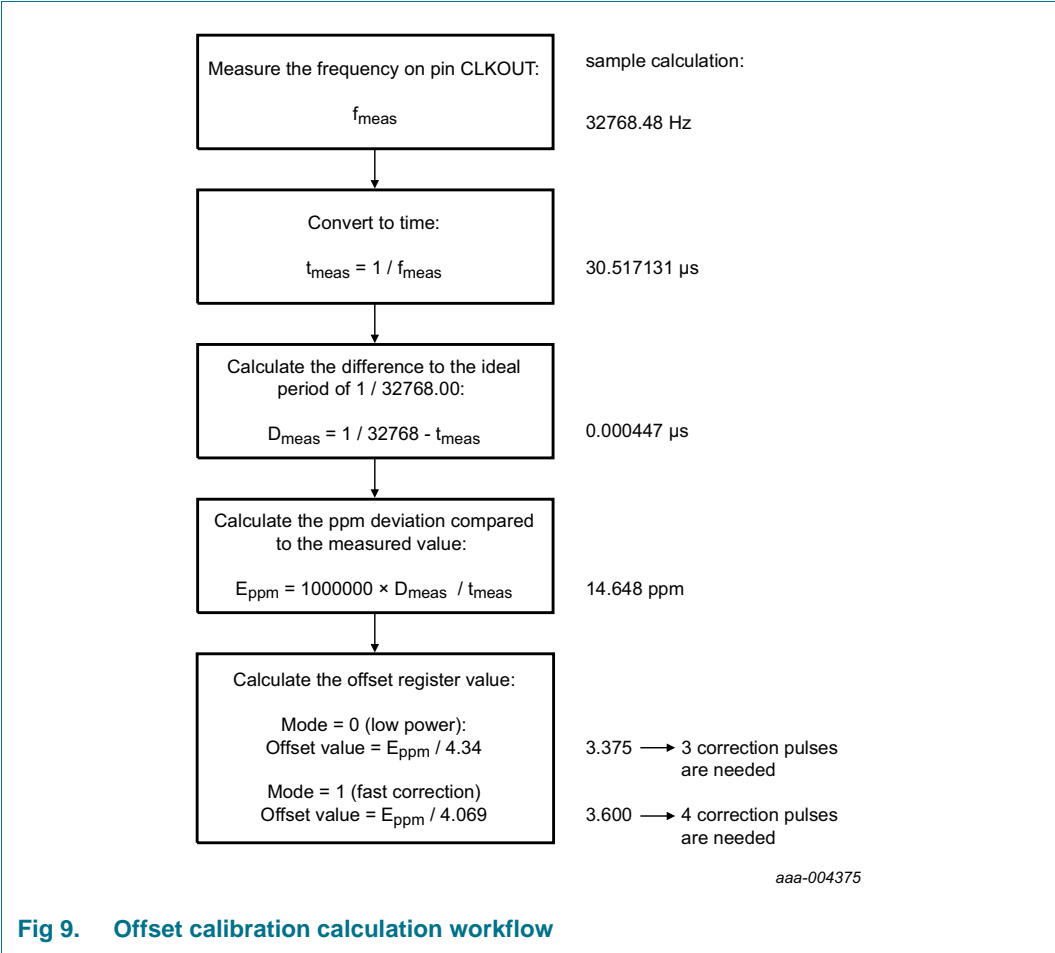 Measure the frequency on pin CLKOUT:
fmeas
sample calculation:
32768.48 Hz
Convert to time:
tmeas = 1 / fmeas
30.517131 μs
Calculate the difference to the ideal
period of 1 / 32768.00:
Dmeas = 1 / 32768 - tmeas
0.000447 μs
Calculate the ppm deviation compared
to the measured value:
Eppm = 1000000 × Dmeas / tmeas
14.648 ppm
Calculate the offset register value:
Mode = 0 (low power):
Offset value = Eppm / 4.34
3.375 → 3 correction pulses
are needed
Mode = 1 (fast correction)
Offset value = Eppm / 4.069
3.600 → 4 correction pulses
are needed
aaa-004375
Fig 9. Offset calibration calculation workflow